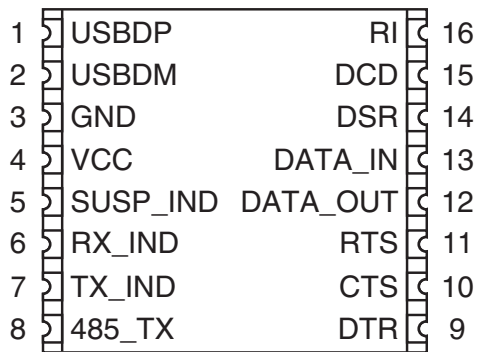 1 USBDP RI 16
2 USBDM DCD 15
3 GND DSR 14
4 VCC DATA_IN 13
5 SUSP_IND DATA_OUT 12
6 RX_IND RTS 11
7 TX_IND CTS 10
8 485_TX DTR 9